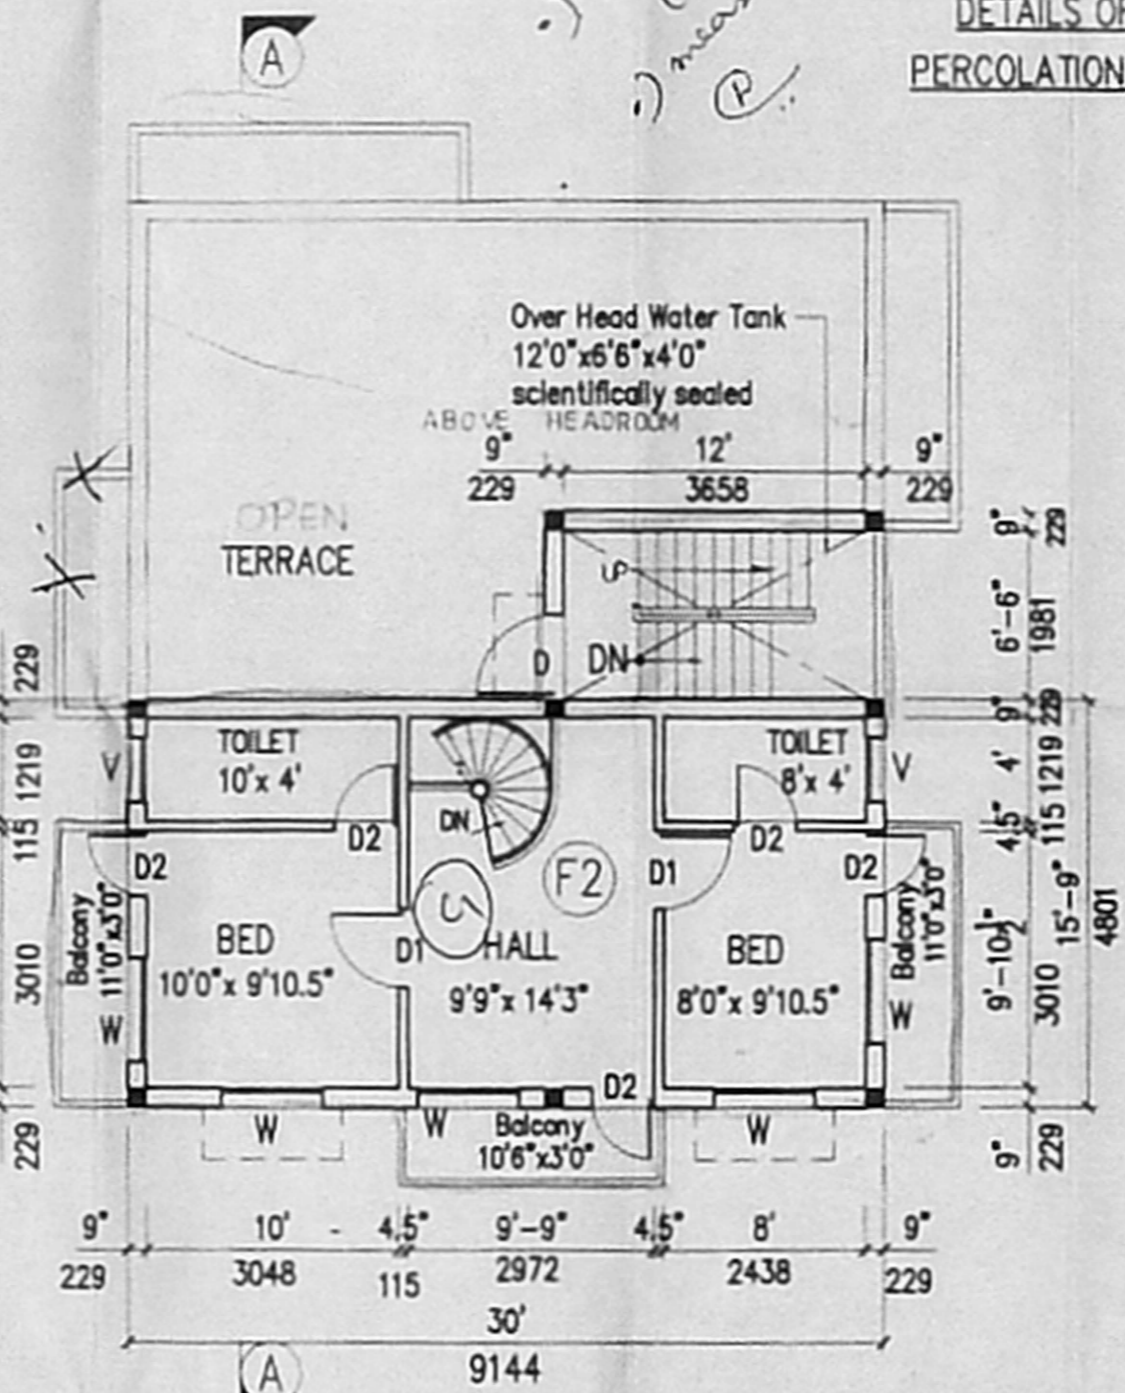 DETAILS OF
PERCOLATION
A
meas
P
Over Head Water Tank
12'0"x6'6"x4'0"
scientifically sealed
ABOVE HEADROOM
9" 12' 9"
229 3658 229
OPEN
TERRACE
UP
D
DN
9"
229
6'-6"
1981
9"
229
229
TOILET
10'x 4'
TOILET
8'x 4'
V
V
1219
4'
1219
DN
115
4.5"
115
D2
D2
D2
D1
D2
F2
Balcony
11'0"x3'0"
BED
10'0"x 9'10.5"
D1
HALL
9'9"x 14'3"
BED
8'0"x 9'10.5"
Balcony
11'0"x3'0"
3010
9'-10½"
3010
15'-9"
4801
W
W
D2
W
W
Balcony
10'6"x3'0"
W
229
9"
229
9" 10' - 4.5" 9'-9" 4.5" 8' 9"
229 3048 115 2972 2438 229
30'
9144
A